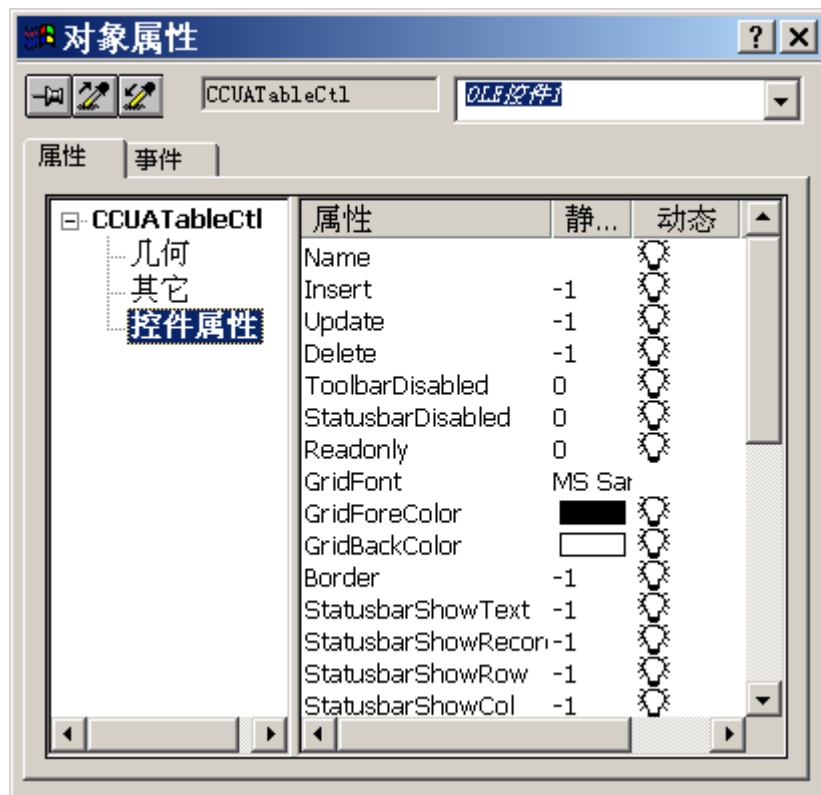 对象属性
CCUATableCtl OLE控件1
属性 事件
CCUATableCtl
几何
其它
控件属性
属性 静... 动态
Name
Insert -1
Update -1
Delete -1
ToolbarDisabled 0
StatusbarDisabled 0
Readonly 0
GridFont MS Sar
GridForeColor
GridBackColor
Border -1
StatusbarShowText -1
StatusbarShowRecor -1
StatusbarShowRow -1
StatusbarShowCol -1